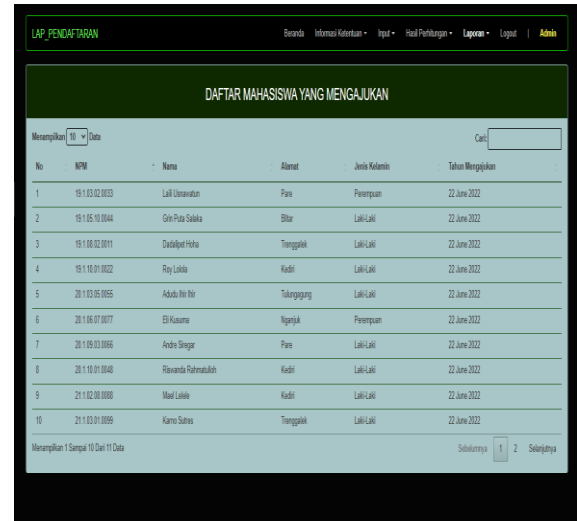 LAP_PENDAFTARAN Beranda Informasi Ketentuan Input Hasil Perhitungan Laporan Logout | Admin
DAFTAR MAHASISWA YANG MENGAJUKAN
Menampilkan 10 Data Cari:
No NPM Nama Alamat Jenis Kelamin Tahun Mengajukan
1 19.1.03.02.0033 Laili Usnawatun Pare Perempuan 22 June 2022
2 19.1.05.10.0044 Grin Puta Salaka Blitar Laki-Laki 22 June 2022
3 19.1.08.02.0011 Dadalipet Hoha Trenggalek Laki-Laki 22 June 2022
4 19.1.10.01.0022 Roy Lolola Kediri Laki-Laki 22 June 2022
5 20.1.03.05.0055 Adudu Ihir Ihir Tulungagung Laki-Laki 22 June 2022
6 20.1.06.07.0077 Eli Kusuma Nganjuk Perempuan 22 June 2022
7 20.1.09.03.0066 Andre Siregar Pare Laki-Laki 22 June 2022
8 20.1.10.01.0048 Riswanda Rahmatulloh Kediri Laki-Laki 22 June 2022
9 21.1.02.08.0088 Mael Lelele Kediri Laki-Laki 22 June 2022
10 21.1.03.01.0099 Karno Sutres Trenggalek Laki-Laki 22 June 2022
Menampilkan 1 Sampai 10 Dari 11 Data Sebelumnya 1 2 Selanjutnya